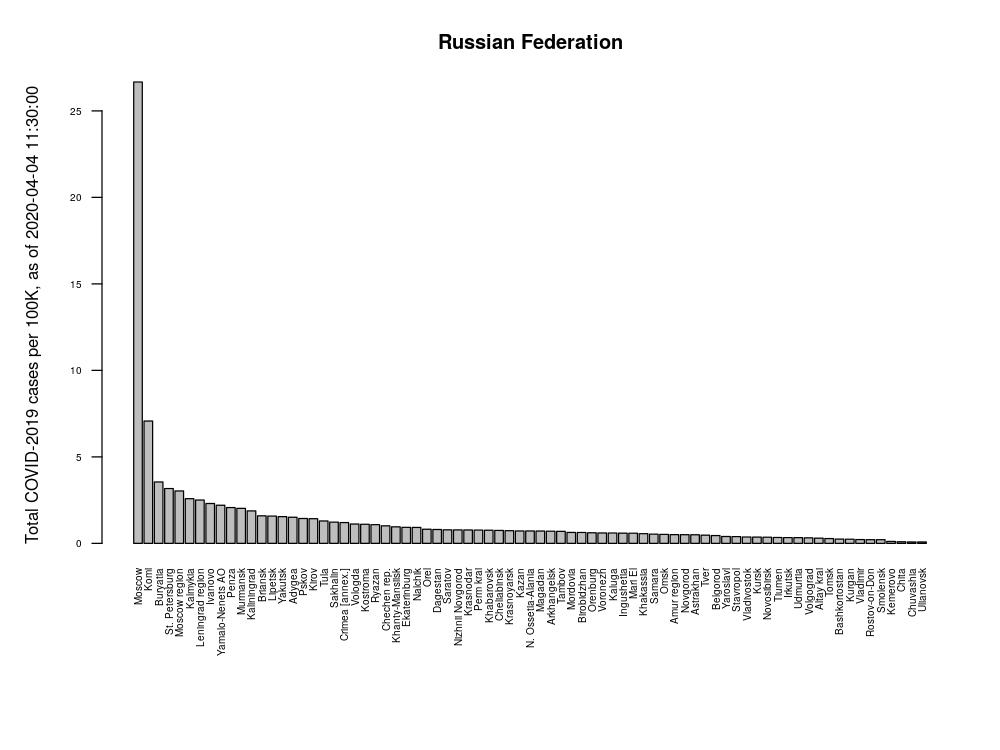 Russian Federation
Total COVID-2019 cases per 100K, as of 2020-04-04 11:30:00
25
20
15
10
5
0
Moscow
Komi
Buryatia
St. Petersburg
Moscow region
Kalmykia
Leningrad region
Ivanovo
Yamalo-Nenets AO
Penza
Murmansk
Kaliningrad
Briansk
Lipetsk
Yakutsk
Adygea
Pskov
Kirov
Tula
Sakhalin
Crimea [annex.]
Vologda
Kostroma
Ryazan
Chechen rep.
Khanty-Mansiisk
Ekaterinburg
Nalchik
Orel
Dagestan
Saratov
Nizhnii Novgorod
Krasnodar
Perm krai
Khabarovsk
Cheliabinsk
Krasnoyarsk
Kazan
N. Ossetia-Alania
Magadan
Arkhangelsk
Tambov
Mordovia
Birobidzhan
Orenburg
Voronezh
Kaluga
Ingushetia
Mari El
Khakassia
Samara
Omsk
Amur region
Novgorod
Astrakhan
Tver
Belgorod
Yaroslavl
Stavropol
Vladivostok
Kursk
Novosibirsk
Tiumen
Irkutsk
Udmurtia
Volgograd
Altay krai
Tomsk
Bashkortostan
Kurgan
Vladimir
Rostov-on-Don
Smolensk
Kemerovo
Chita
Chuvashia
Ulianovsk